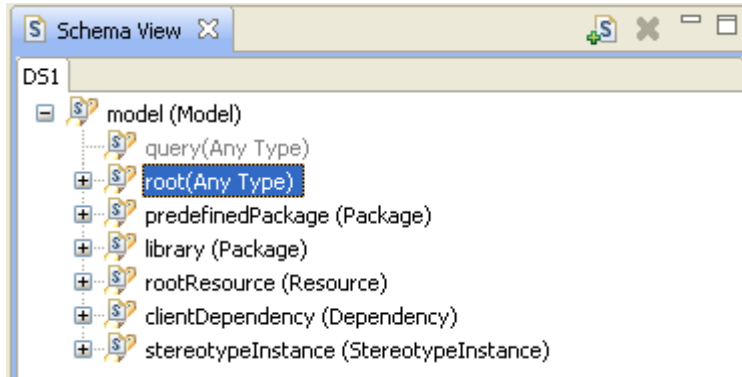 Schema View
DS1
model (Model)
query(Any Type)
root(Any Type)
predefinedPackage (Package)
library (Package)
rootResource (Resource)
clientDependency (Dependency)
stereotypeInstance (StereotypeInstance)